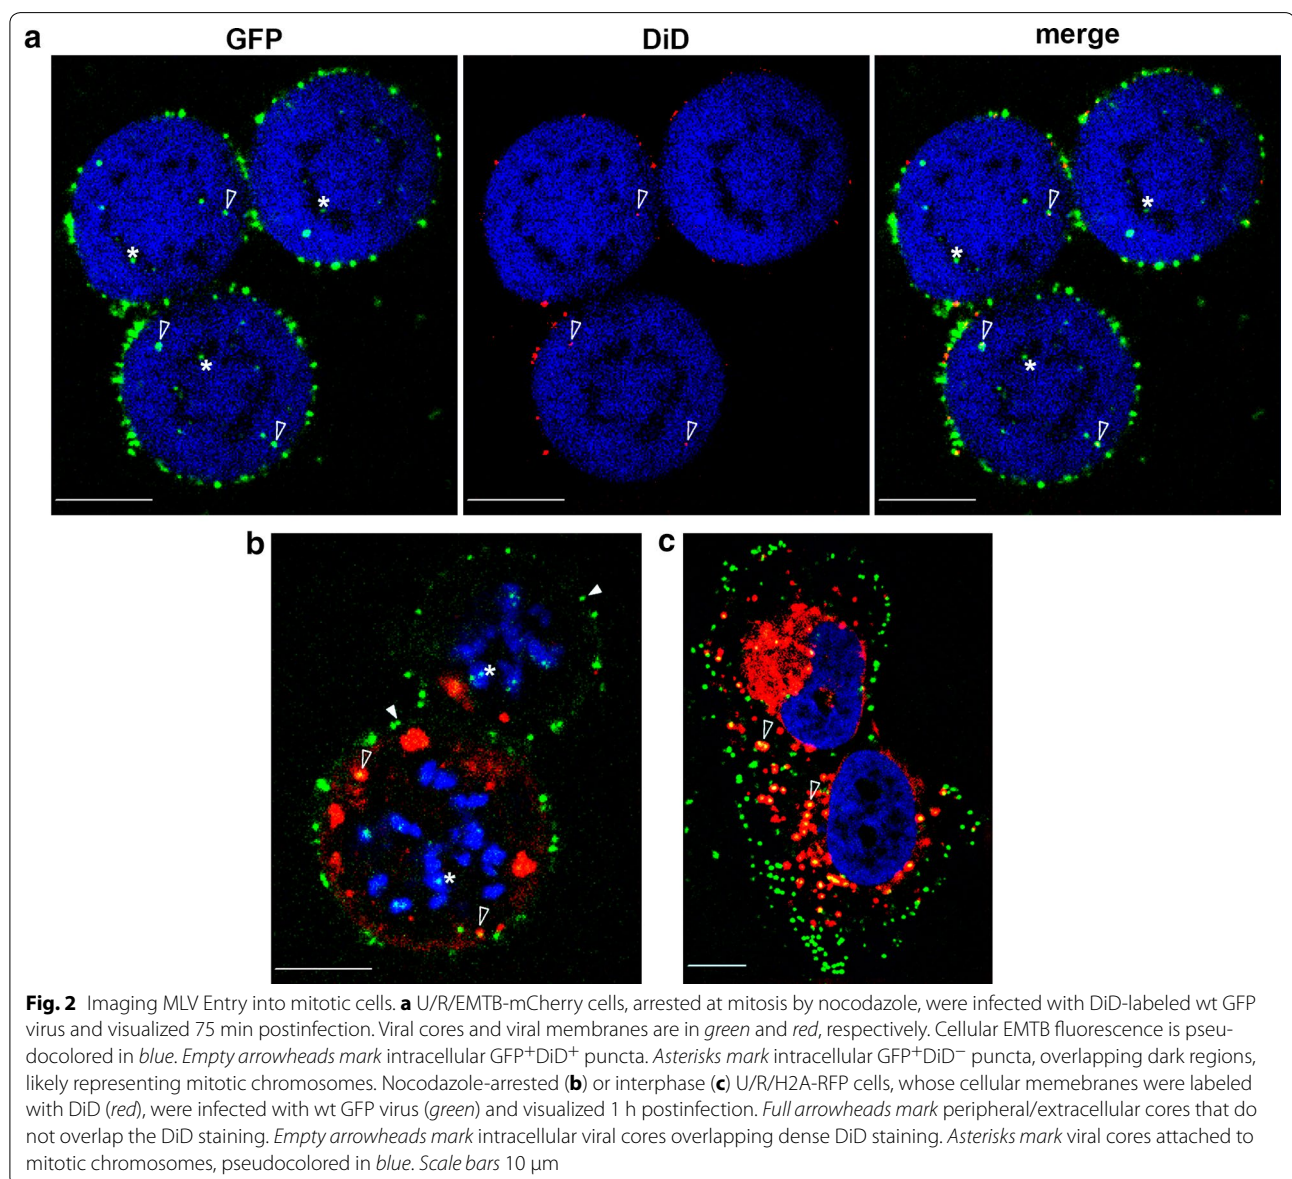 a
GFP
DiD
merge
*
*
*
*
*
*
b
c
*
*
Fig. 2 Imaging MLV Entry into mitotic cells. a U/R/EMTB-mCherry cells, arrested at mitosis by nocodazole, were infected with DiD-labeled wt GFP
virus and visualized 75 min postinfection. Viral cores and viral membranes are in green and red, respectively. Cellular EMTB fluorescence is pseu-
docolored in blue. Empty arrowheads mark intracellular GFP⁺DiD⁺ puncta. Asterisks mark intracellular GFP⁺DiD⁻ puncta, overlapping dark regions,
likely representing mitotic chromosomes. Nocodazole-arrested (b) or interphase (c) U/R/H2A-RFP cells, whose cellular memebranes were labeled
with DiD (red), were infected with wt GFP virus (green) and visualized 1 h postinfection. Full arrowheads mark peripheral/extracellular cores that do
not overlap the DiD staining. Empty arrowheads mark intracellular viral cores overlapping dense DiD staining. Asterisks mark viral cores attached to
mitotic chromosomes, pseudocolored in blue. Scale bars 10 μm